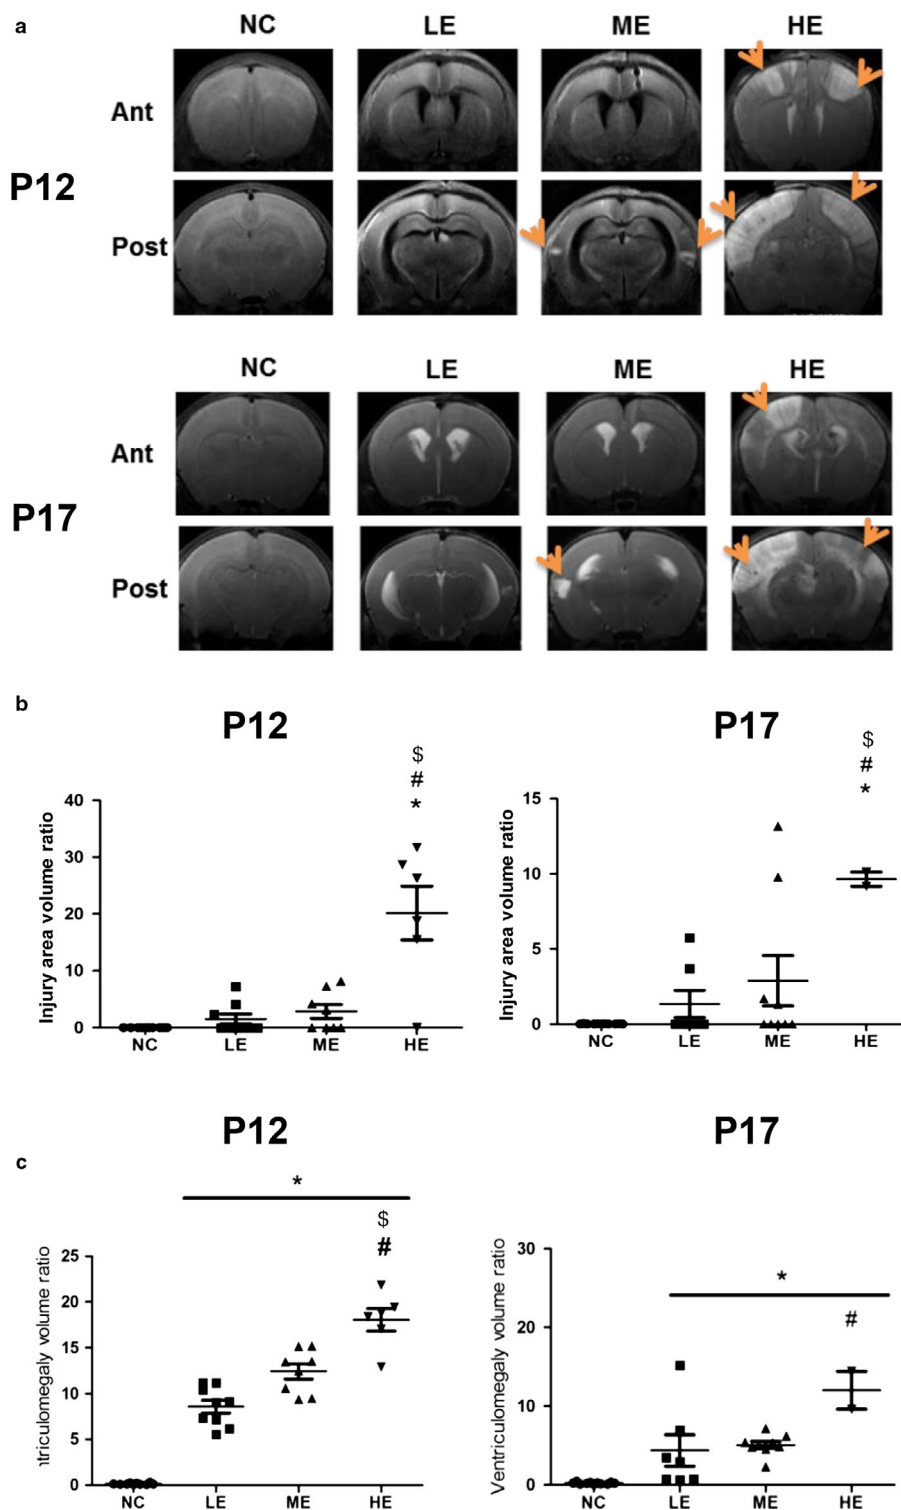 a
NC LE ME HE
Ant
P12
Post
NC LE ME HE
Ant
P17
Post
b
P12 P17
$
#
*
$
#
*
Injury area volume ratio
40
30
20
10
0
NC LE ME HE
Injury area volume ratio
15
10
5
0
NC LE ME HE
P12 P17
c
*
$
#
*
#
triculomegaly volume ratio
25
20
15
10
5
0
NC LE ME HE
Ventriculomegaly volume ratio
30
20
10
0
NC LE ME HE